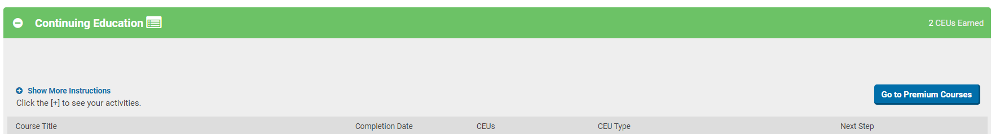 Continuing Education
2 CEUs Earned
Show More Instructions
Click the [+] to see your activities.
Go to Premium Courses
Course Title Completion Date CEUs CEU Type Next Step